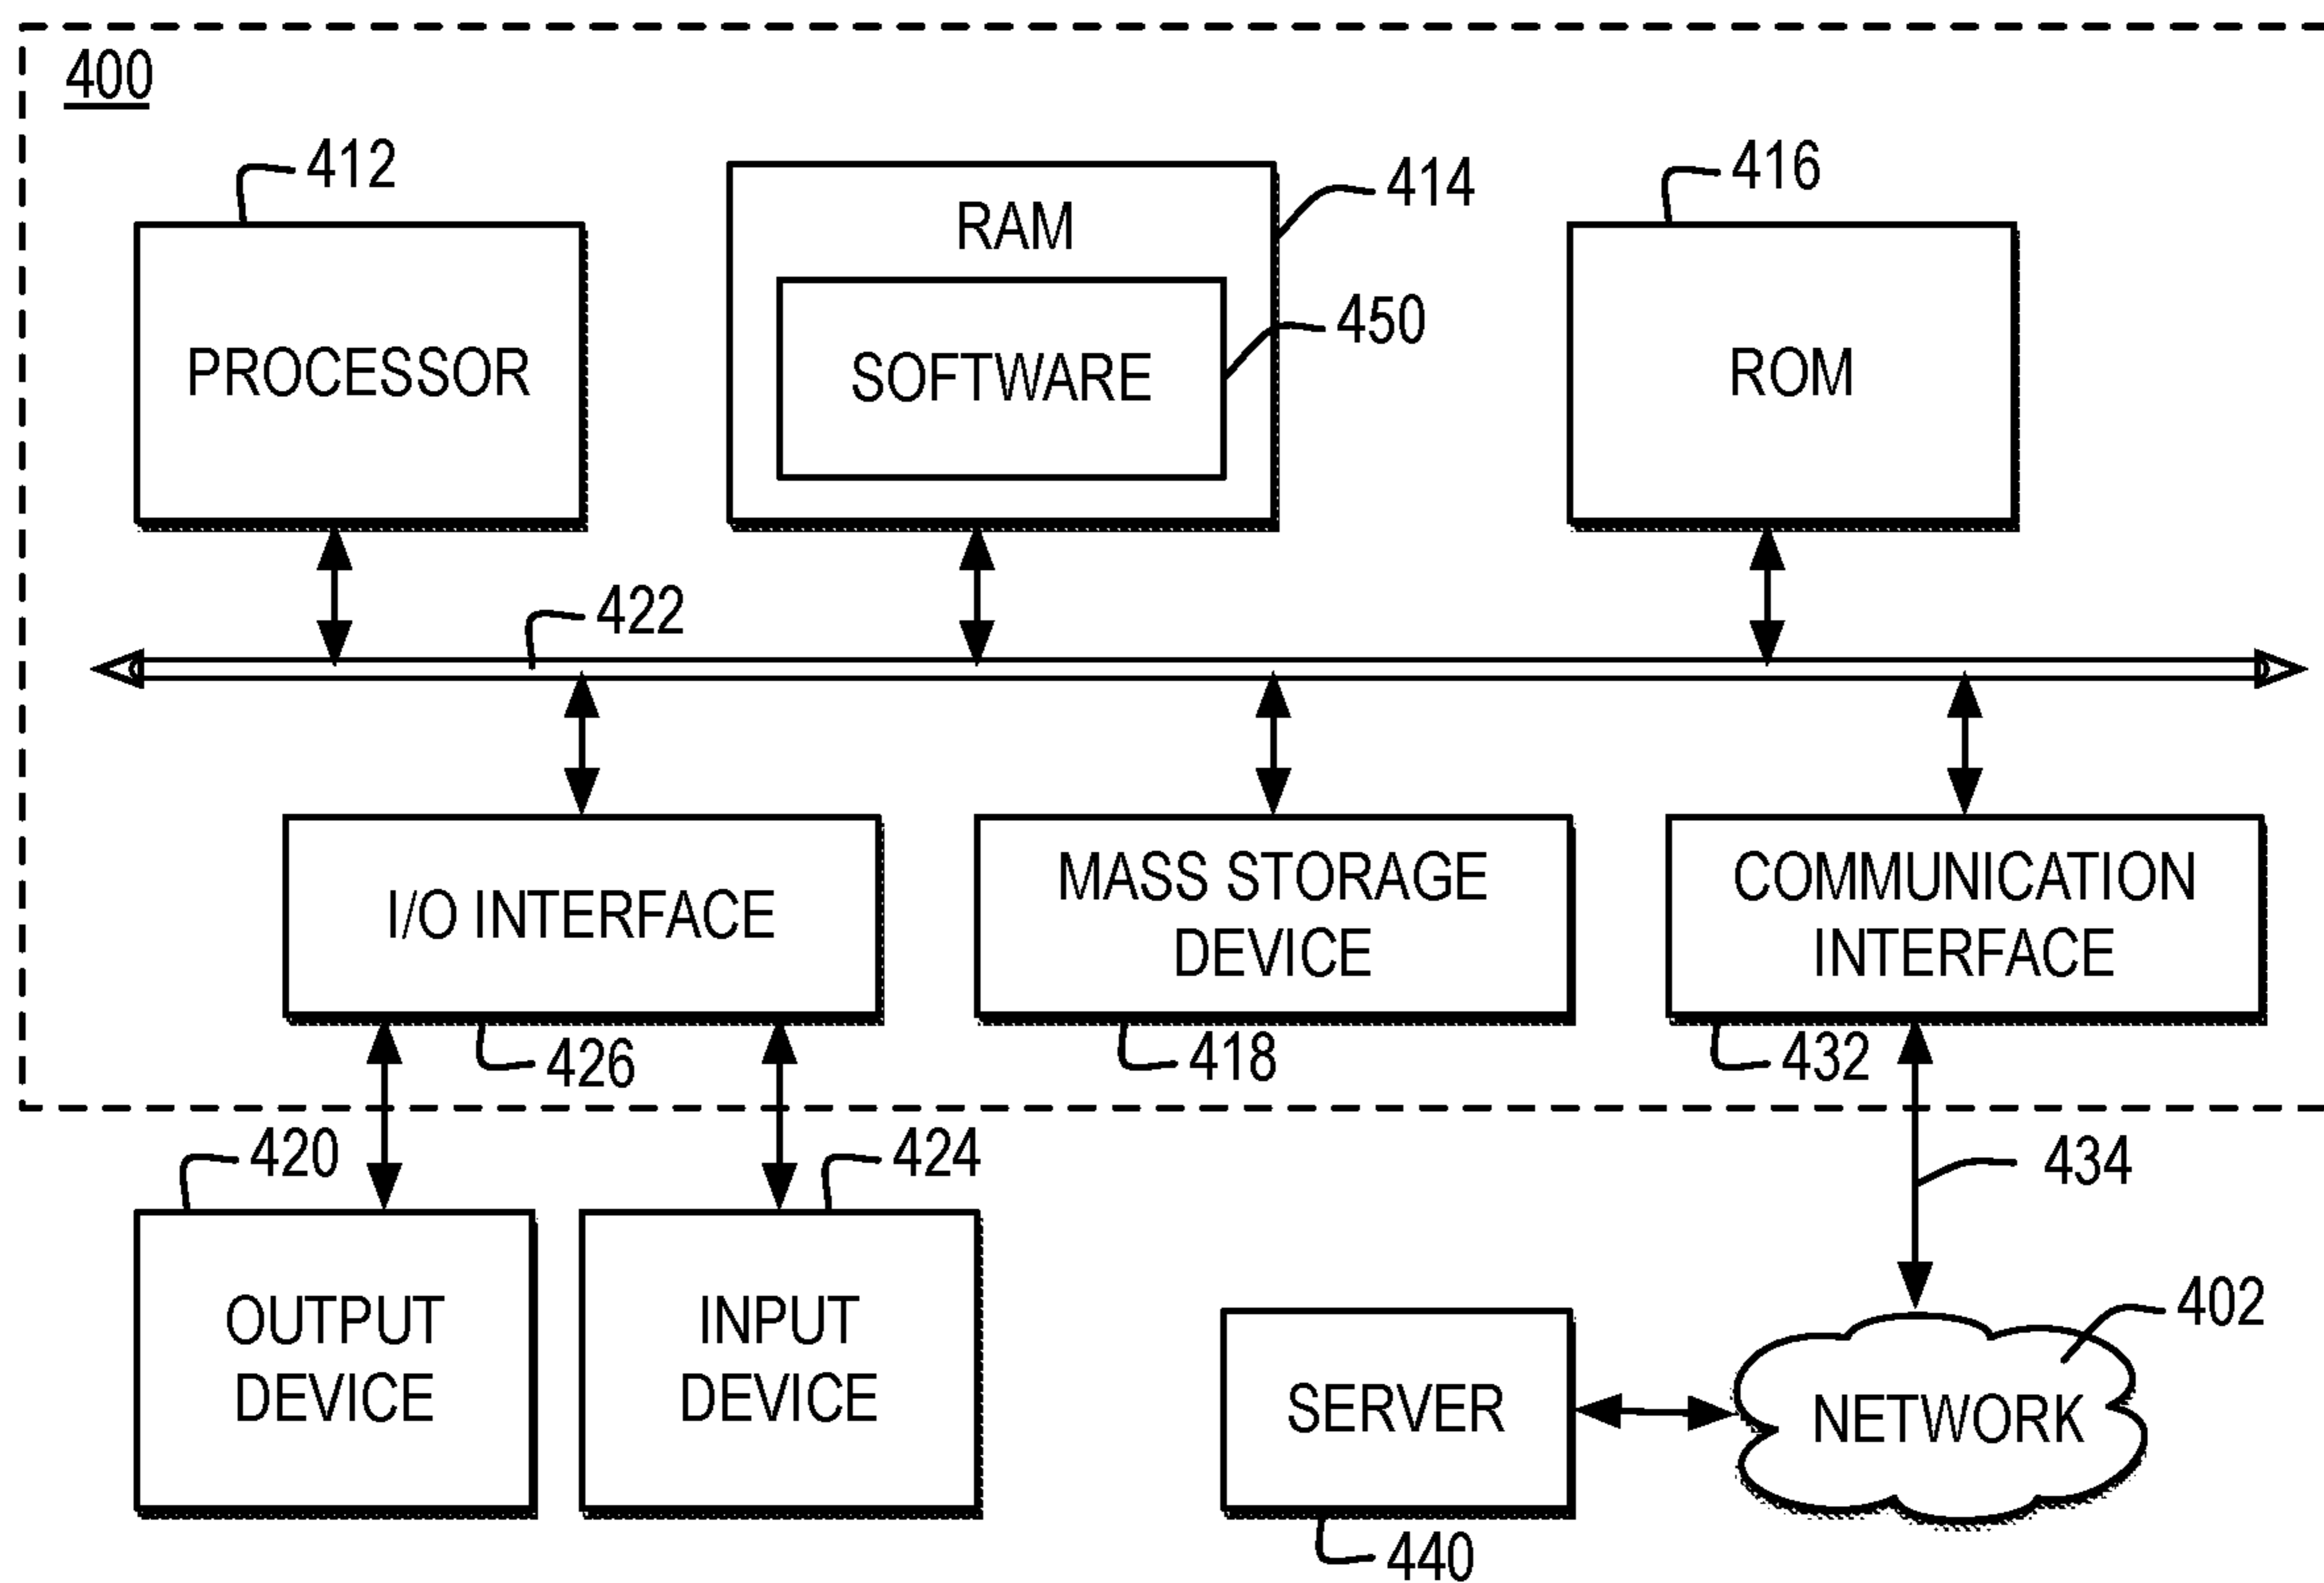 400
412
414
416
RAM
450
PROCESSOR
SOFTWARE
ROM
422
I/O INTERFACE
MASS STORAGE
DEVICE
COMMUNICATION
INTERFACE
426
418
432
420
424
434
OUTPUT
DEVICE
INPUT
DEVICE
402
SERVER
NETWORK
440